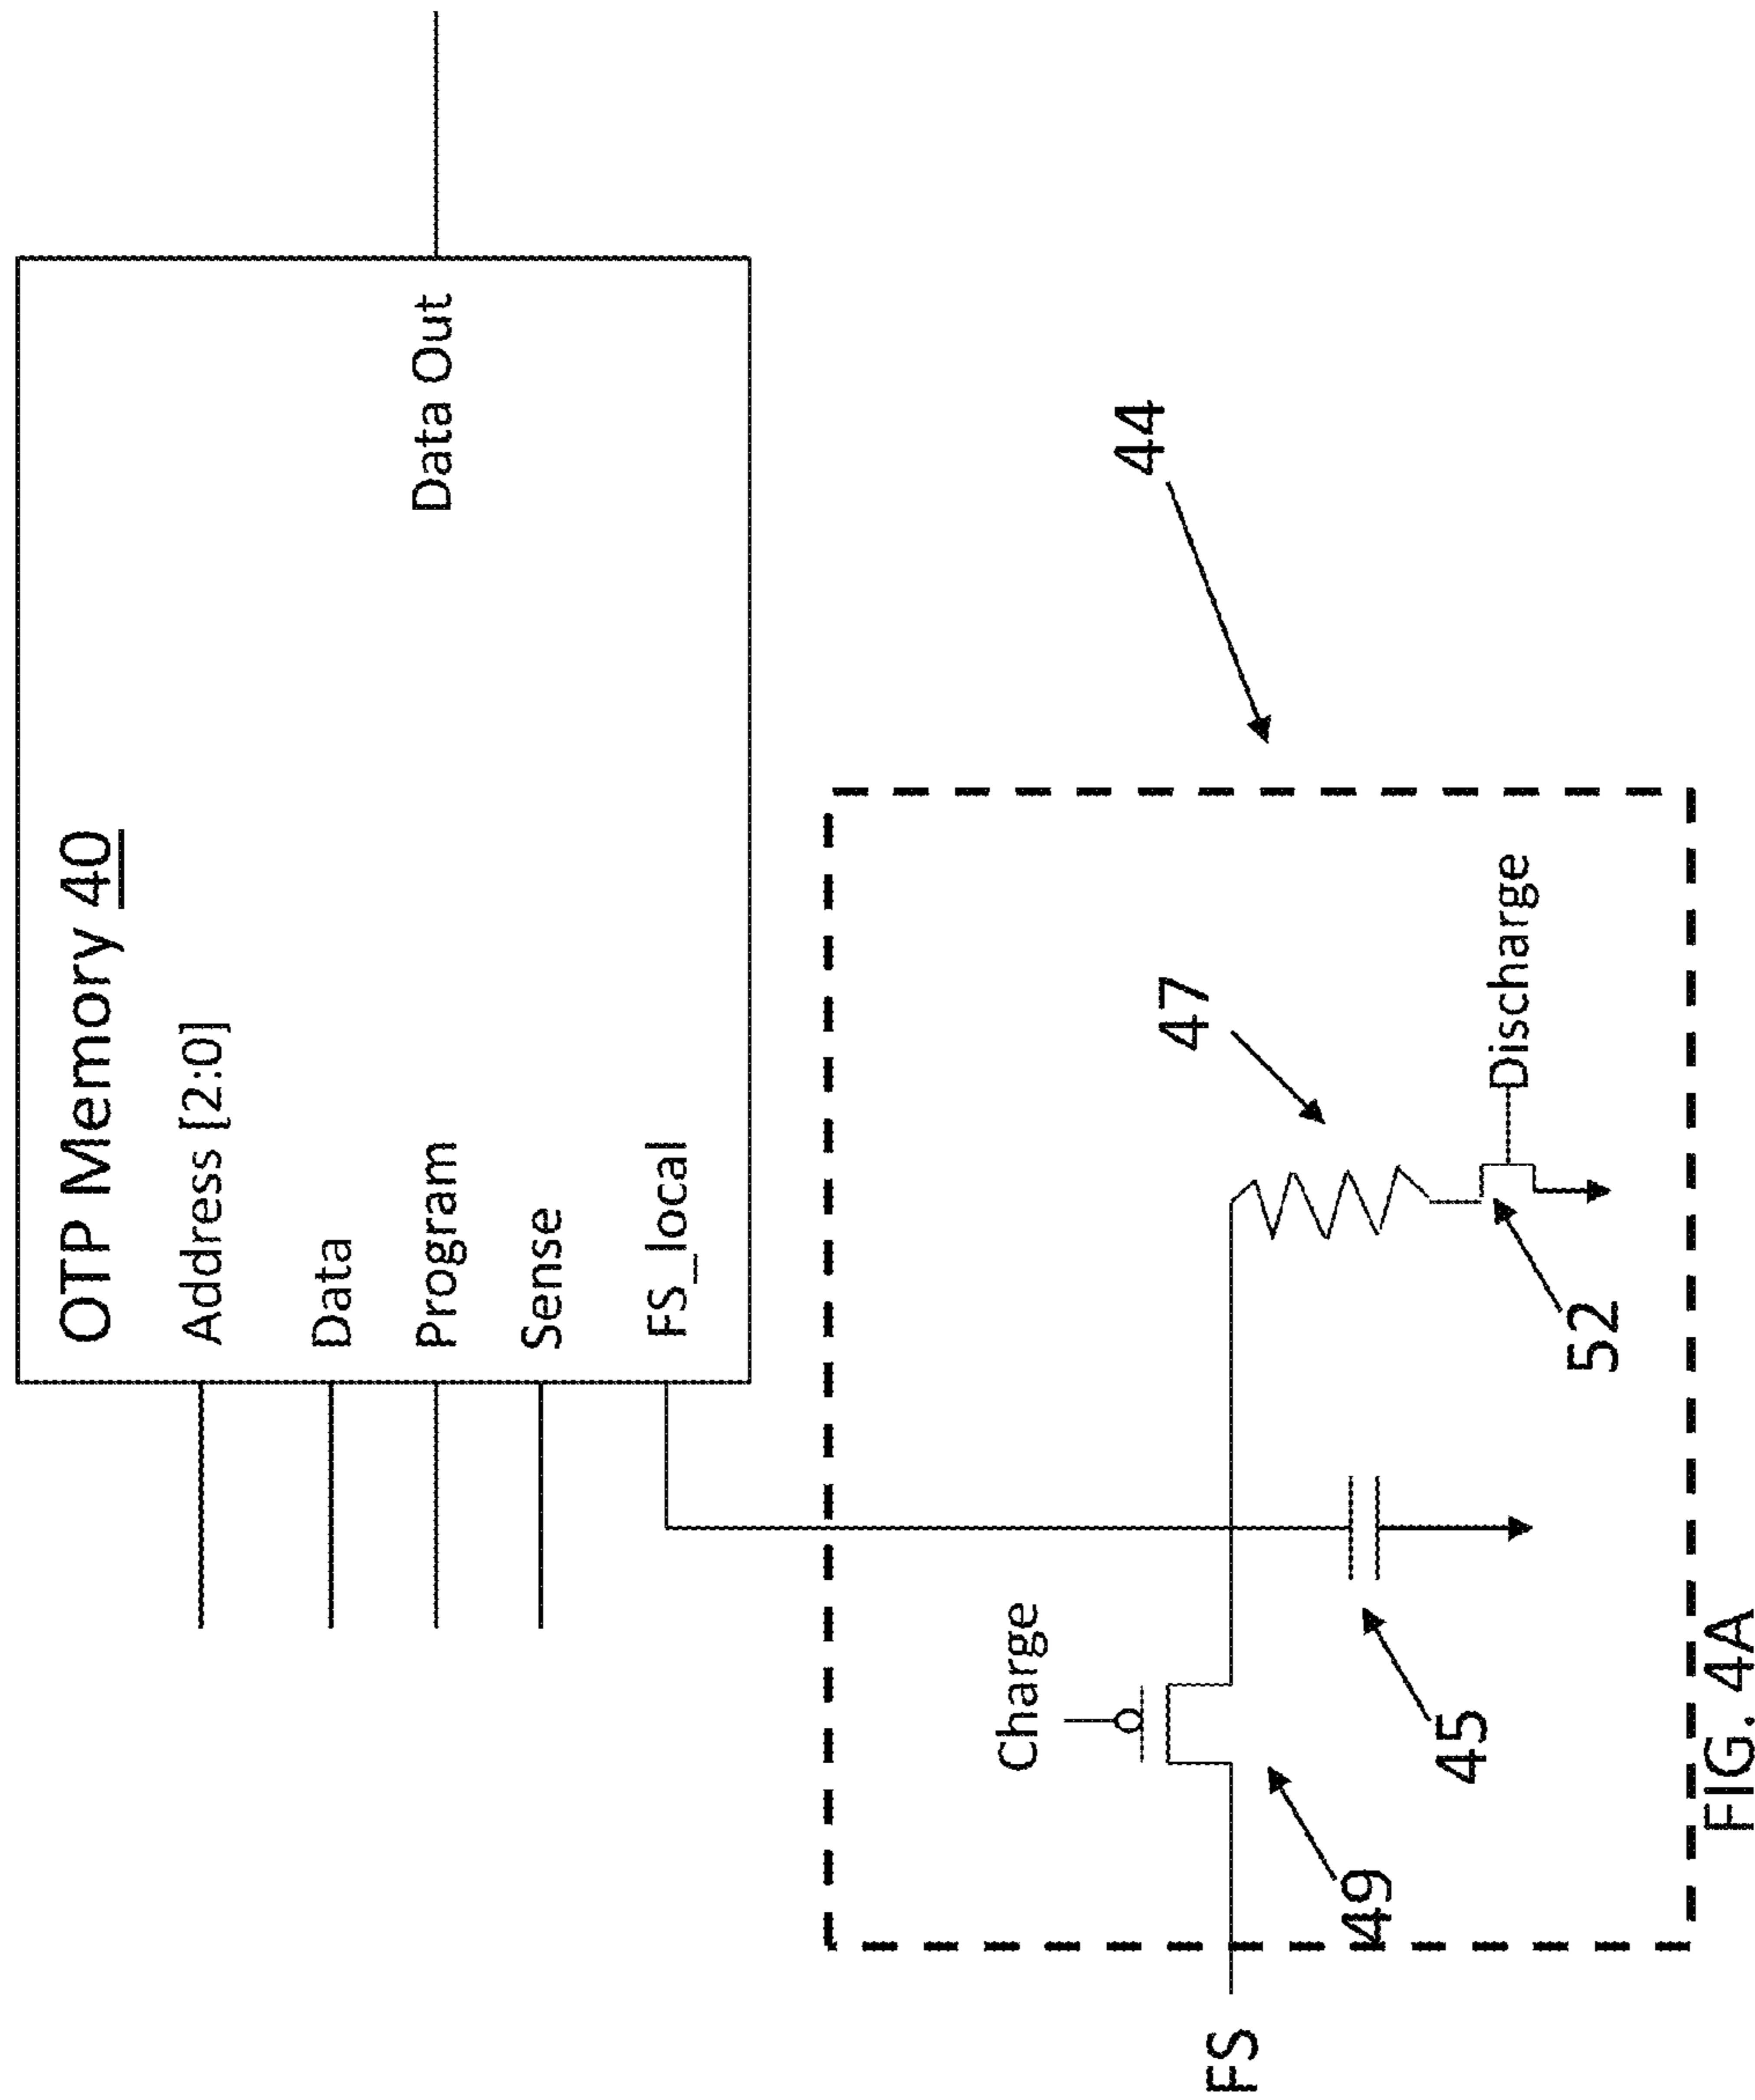 OTP Memory 40
Address [2:0]
Data
Program
Sense
FS_local
Data Out
44
Charge
47
Discharge
FS
49
45
52
FIG. 4A